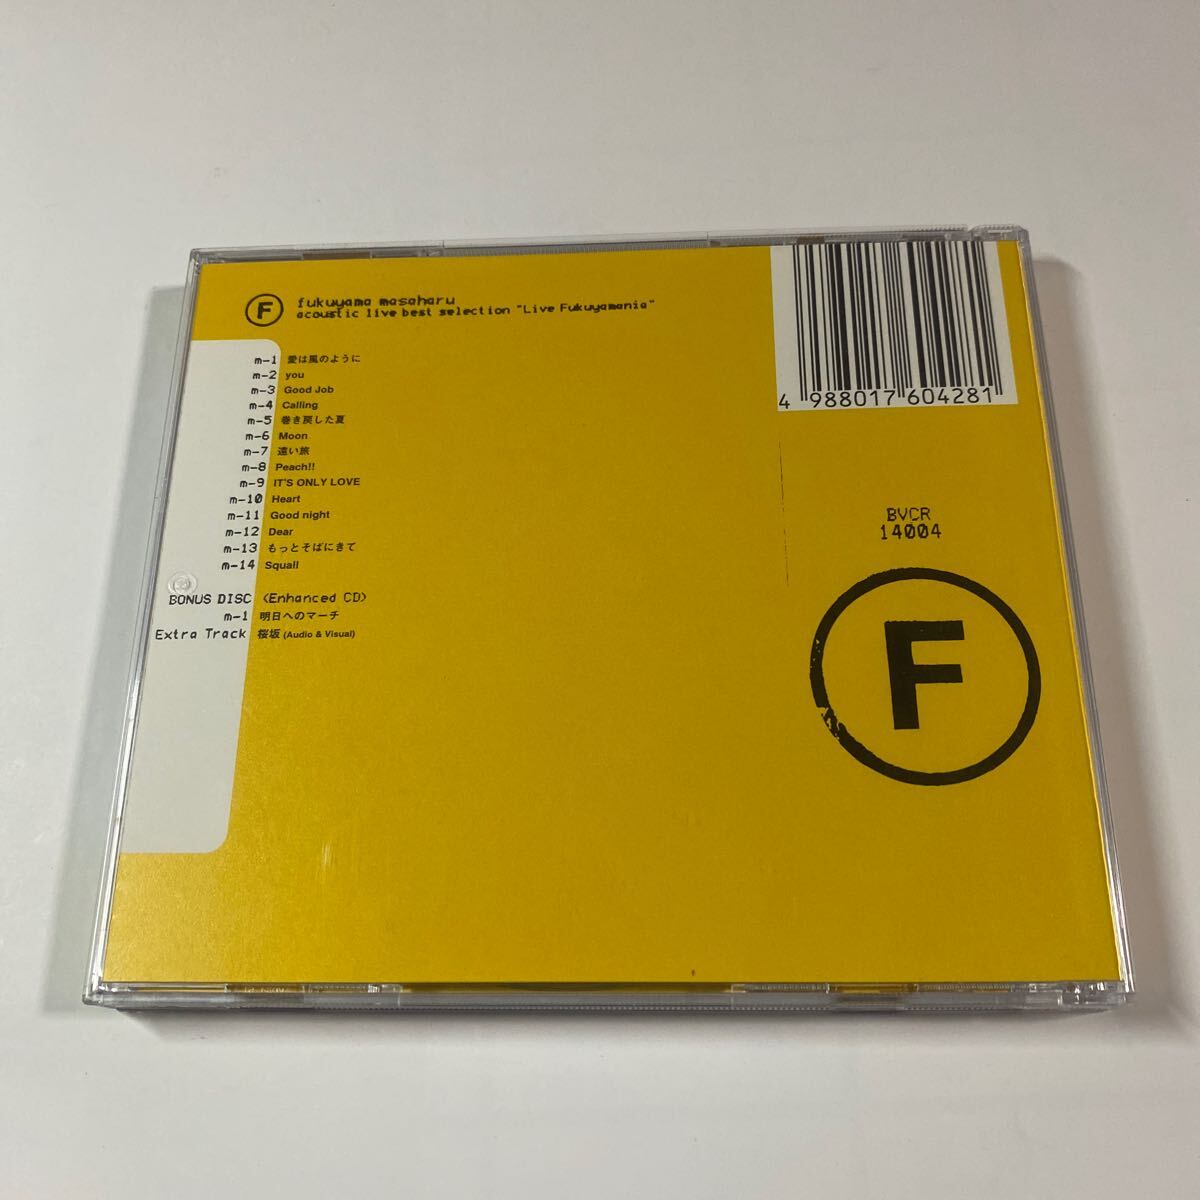 F
fukuyama masaharu
acoustic live best selection "Live Fukuyamania"
m-1 愛は風のように
m-2 you
m-3 Good Job
m-4 Calling
m-5 巻き戻した夏
m-6 Moon
m-7 遠い旅
m-8 Peach!!
m-9 IT'S ONLY LOVE
m-10 Heart
m-11 Good night
m-12 Dear
m-13 もっとそばにきて
m-14 Squall
BONUS DISC <Enhanced CD>
m-1 明日へのマーチ
Extra Track 桜坂 (Audio & Visual)
4 988017 604281
BVCR
14004
F